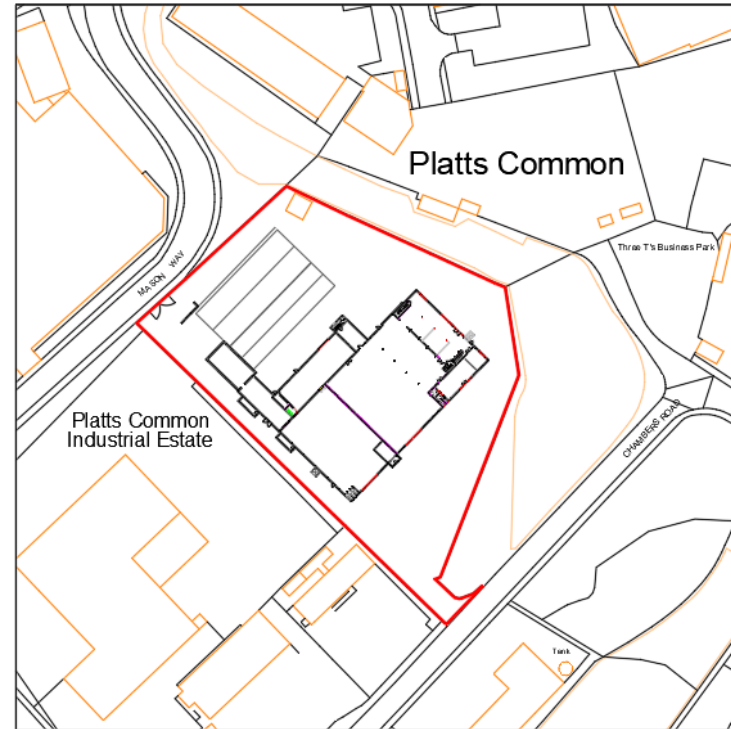 Platts Common
Three T's Business Park
MASON WAY
Platts Common
Industrial Estate
CHAMBERS ROAD
Tank